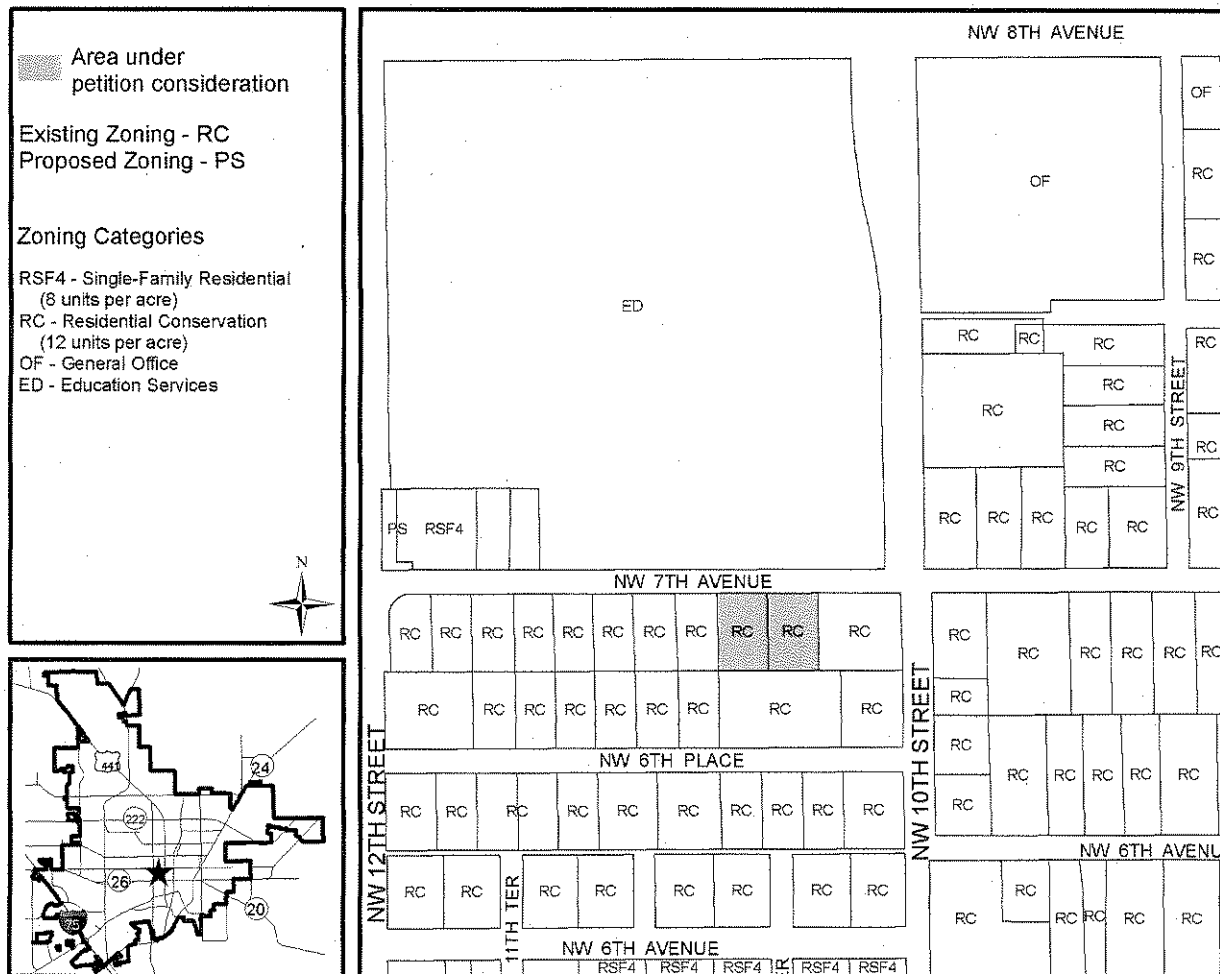 Area under
petition consideration
Existing Zoning - RC
Proposed Zoning - PS
Zoning Categories
RSF4 - Single-Family Residential
(8 units per acre)
RC - Residential Conservation
(12 units per acre)
OF - General Office
ED - Education Services
N
441
24
222
26
20
NW 8TH AVENUE
OF
OF
RC
RC
ED
RC RC RC RC
RC
RC
RC
RC
RC
RC
NW 9TH STREET
RC RC RC RC RC RC
PS RSF4
NW 7TH AVENUE
RC RC RC RC RC RC RC RC RC RC RC
RC RC RC RC RC RC
RC
RC RC RC RC RC RC RC RC
NW 12TH STREET
NW 10TH STREET
NW 6TH PLACE
RC
RC
RC RC RC RC RC
RC RC RC RC RC RC RC RC RC RC
NW 6TH AVENU
RC RC RC RC RC RC RC RC
11TH TER
RC
RC RC RC RC RC
NW 6TH AVENUE
RSF4 RSF4 RSF4 RSF4 RSF4